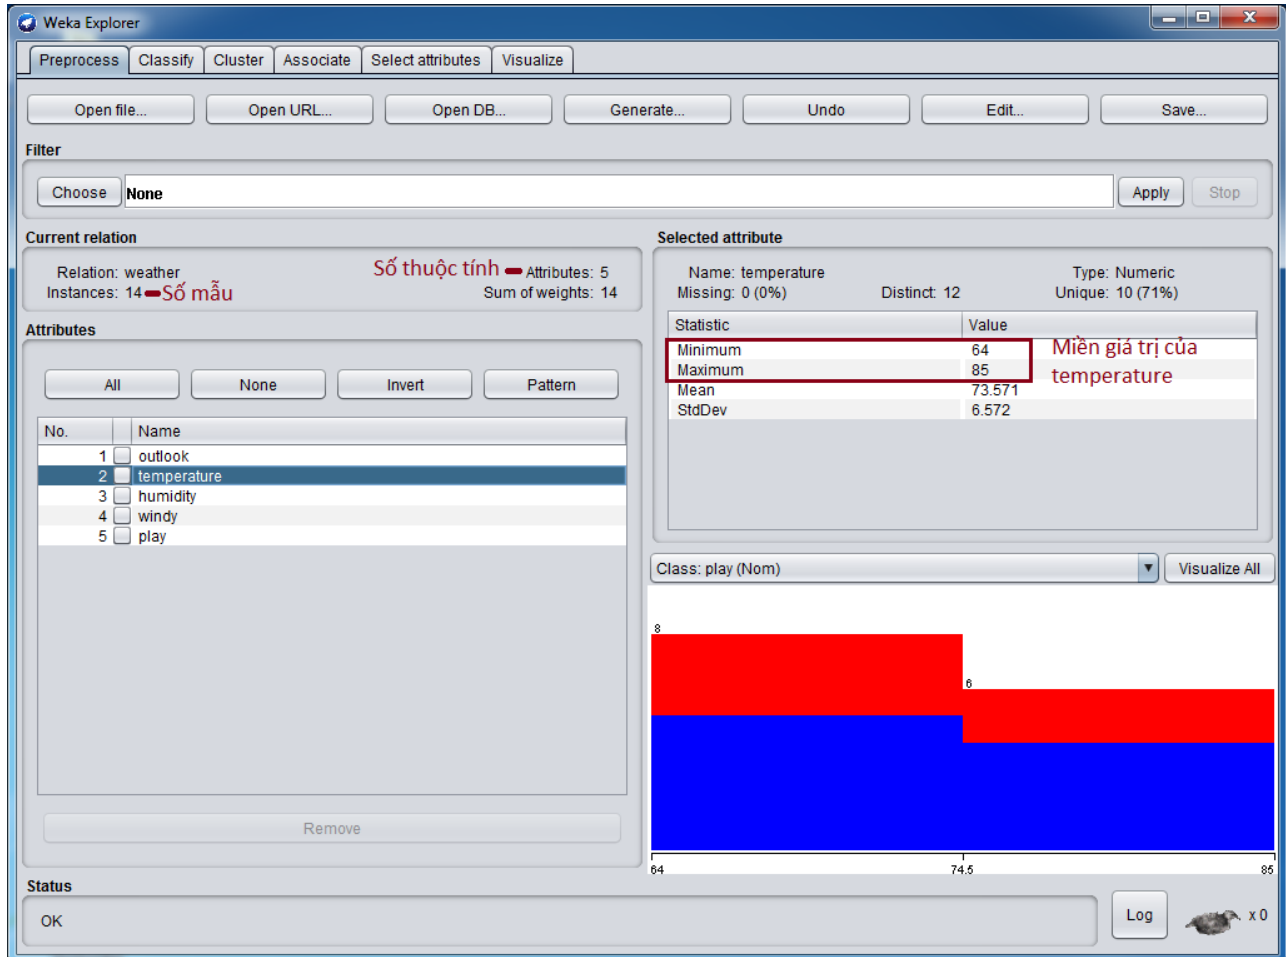 Weka Explorer
Preprocess Classify Cluster Associate Select attributes Visualize
Open file... Open URL... Open DB... Generate... Undo Edit... Save...
Filter
Choose None Apply Stop
Current relation
Relation: weather Số thuộc tính Attributes: 5
Instances: 14 Số mẫu Sum of weights: 14
Attributes
All None Invert Pattern
No. Name
1 outlook
2 temperature
3 humidity
4 windy
5 play
Remove
Selected attribute
Name: temperature Type: Numeric
Missing: 0 (0%) Distinct: 12 Unique: 10 (71%)
Statistic Value
Minimum 64
Maximum 85
Mean 73.571
StdDev 6.572
Miền giá trị của
temperature
Class: play (Nom) Visualize All
8
6
64 74.5 85
Status
OK Log x 0